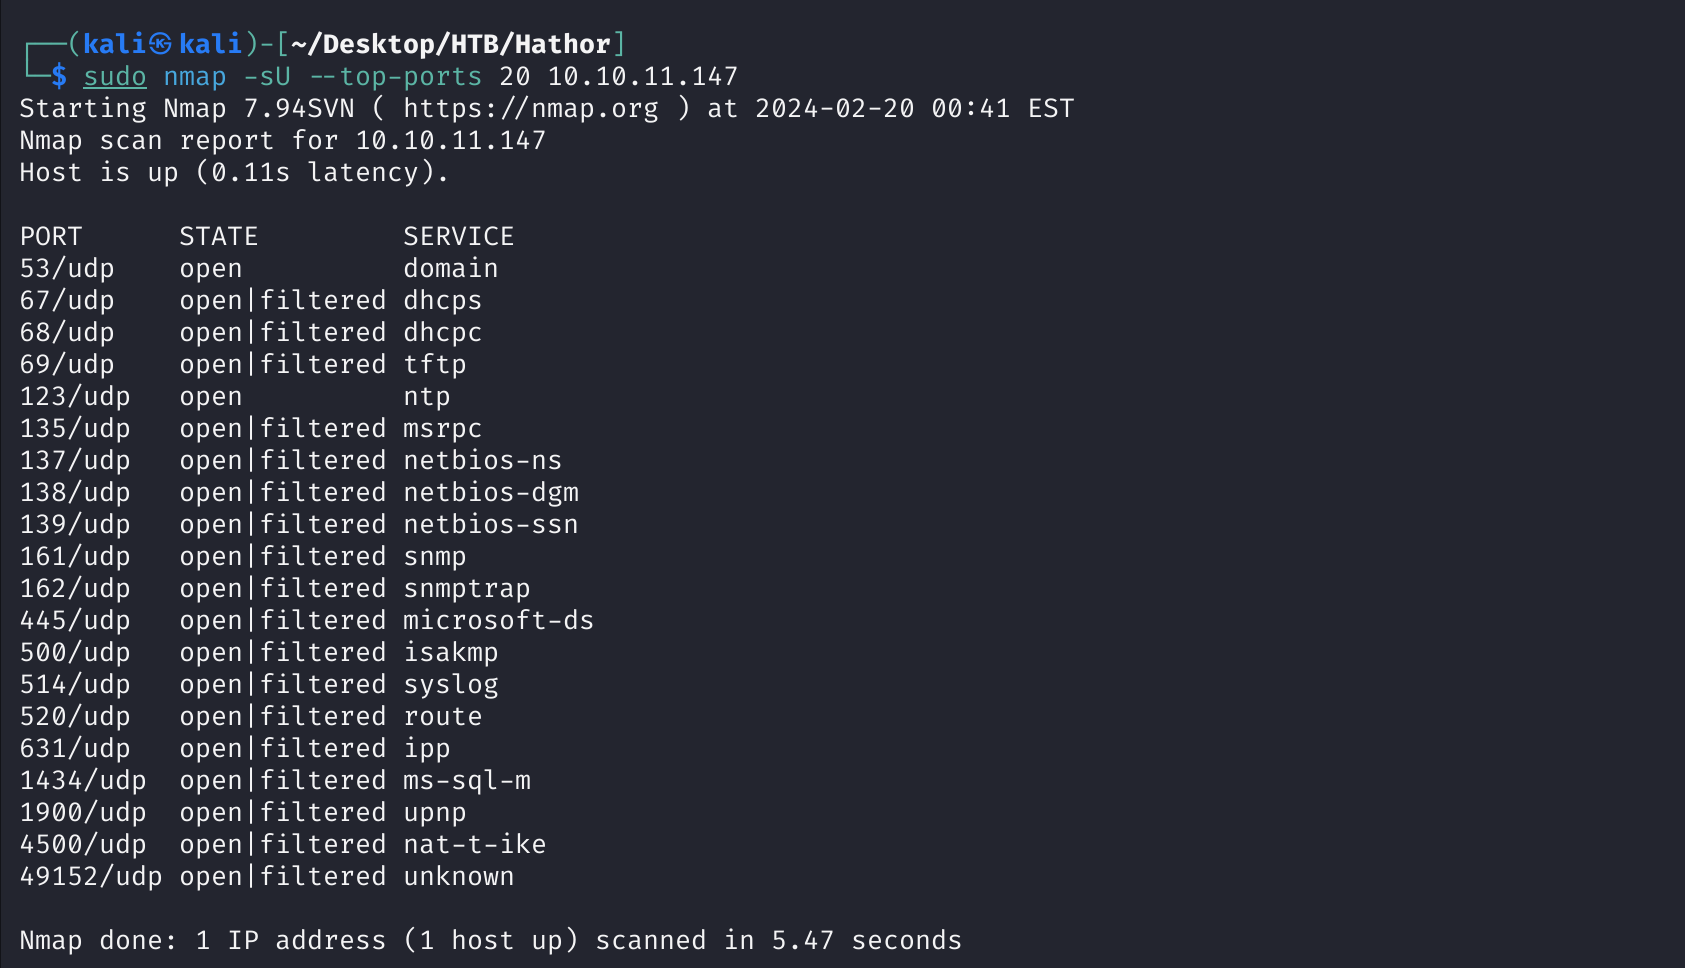 ┌──(kali㉿kali)-[~/Desktop/HTB/Hathor]
└─$ sudo nmap -sU --top-ports 20 10.10.11.147
Starting Nmap 7.94SVN ( https://nmap.org ) at 2024-02-20 00:41 EST
Nmap scan report for 10.10.11.147
Host is up (0.11s latency).

PORT      STATE         SERVICE
53/udp    open          domain
67/udp    open|filtered dhcps
68/udp    open|filtered dhcpc
69/udp    open|filtered tftp
123/udp   open          ntp
135/udp   open|filtered msrpc
137/udp   open|filtered netbios-ns
138/udp   open|filtered netbios-dgm
139/udp   open|filtered netbios-ssn
161/udp   open|filtered snmp
162/udp   open|filtered snmptrap
445/udp   open|filtered microsoft-ds
500/udp   open|filtered isakmp
514/udp   open|filtered syslog
520/udp   open|filtered route
631/udp   open|filtered ipp
1434/udp  open|filtered ms-sql-m
1900/udp  open|filtered upnp
4500/udp  open|filtered nat-t-ike
49152/udp open|filtered unknown

Nmap done: 1 IP address (1 host up) scanned in 5.47 seconds